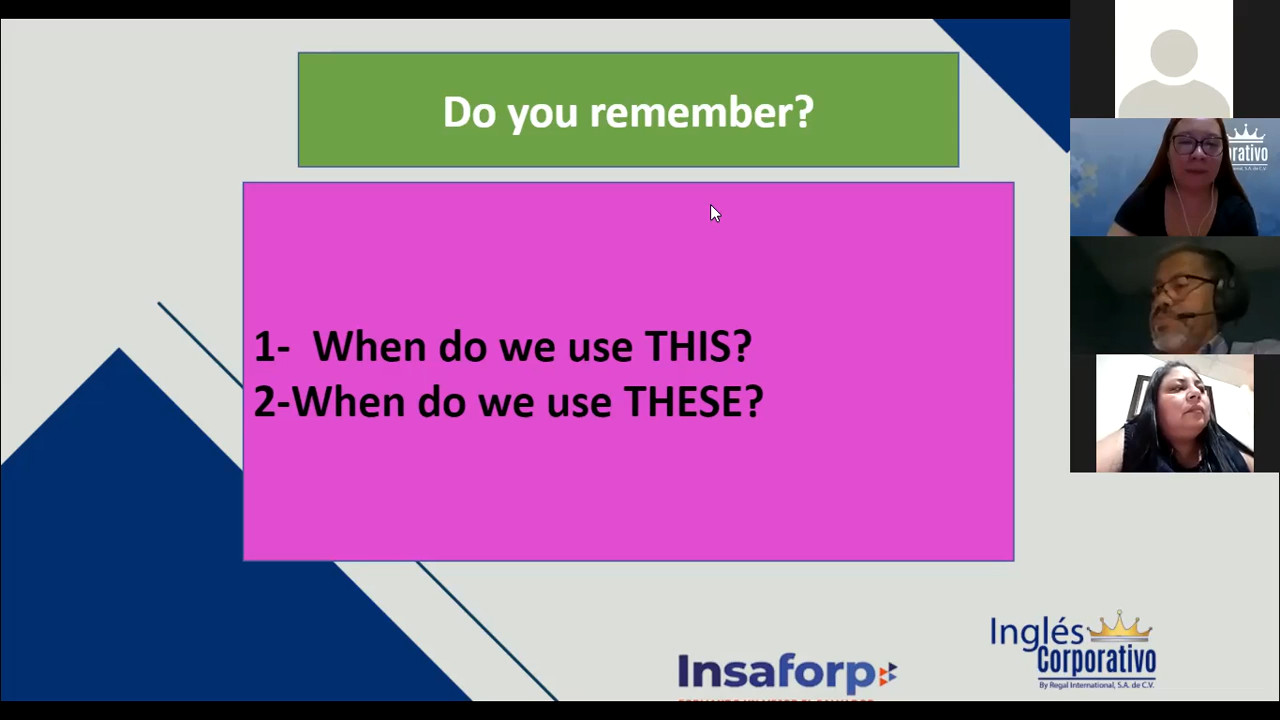 Do you remember?
1- When do we use THIS?
2-When do we use THESE?
Inglés
Corporativo
By Regal International, S.A. de C.V.
Insaforp